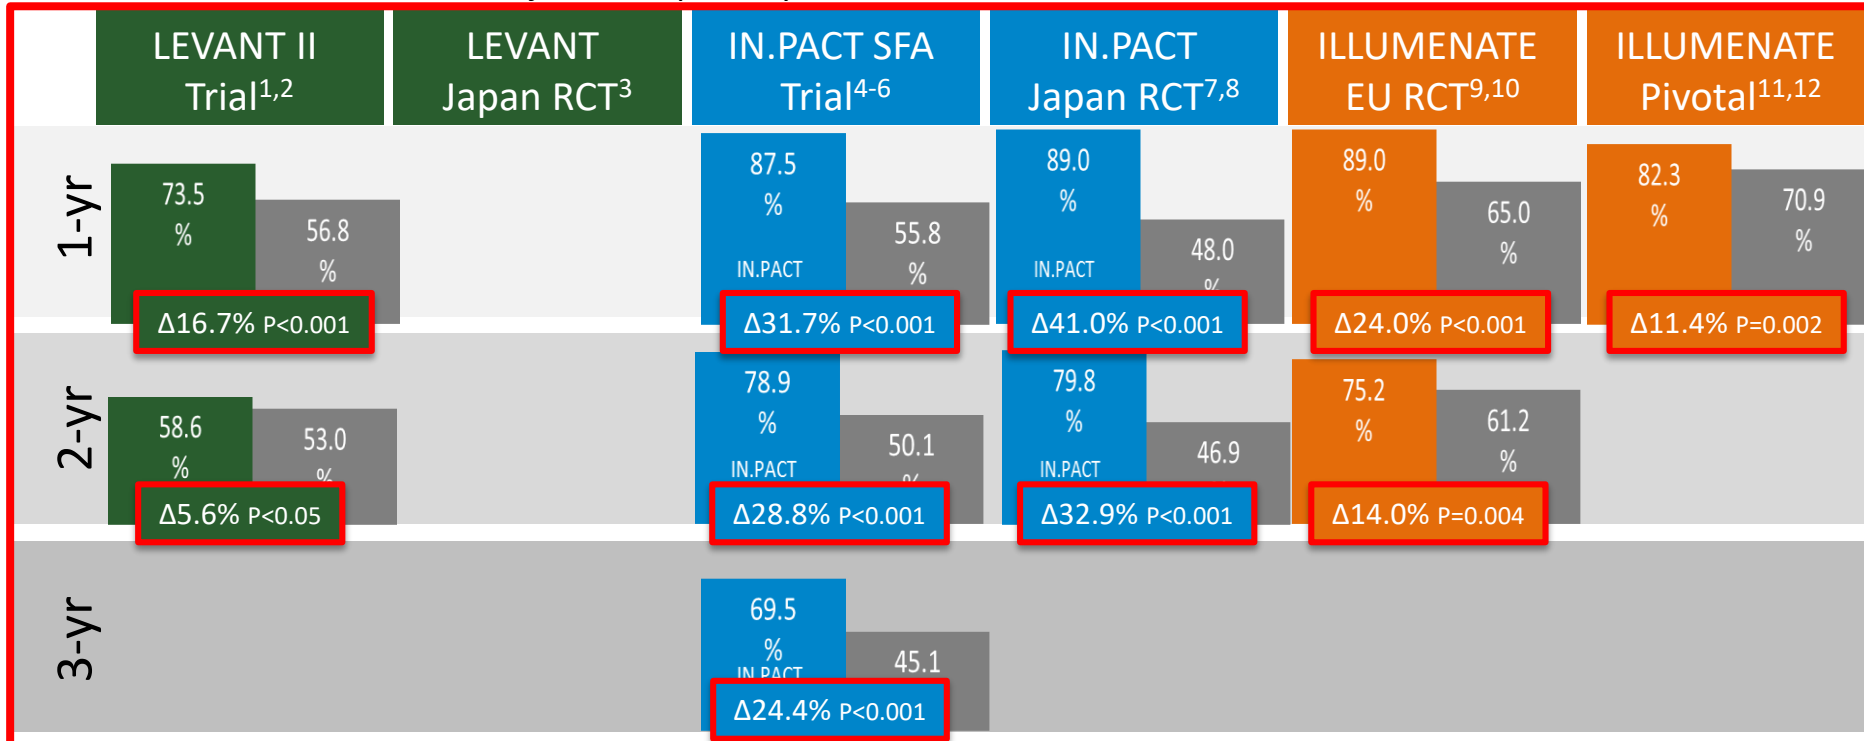 LEVANT II
Trial1,2
LEVANT
Japan RCT3
IN.PACT SFA
Trial4-6
IN.PACT
Japan RCT7,8
ILLUMENATE
EU RCT9,10
ILLUMENATE
Pivotal11,12
1-yr
73.5
%
56.8
%
Δ16.7% P<0.001
87.5
%
IN.PACT
55.8
%
Δ31.7% P<0.001
89.0
%
IN.PACT
48.0
%
Δ41.0% P<0.001
89.0
%
65.0
%
Δ24.0% P<0.001
82.3
%
70.9
%
Δ11.4% P=0.002
2-yr
58.6
%
53.0
%
Δ5.6% P<0.05
78.9
%
IN.PACT
50.1
%
Δ28.8% P<0.001
79.8
%
IN.PACT
46.9
Δ32.9% P<0.001
75.2
%
61.2
%
Δ14.0% P=0.004
3-yr
69.5
%
IN.PACT
45.1
Δ24.4% P<0.001